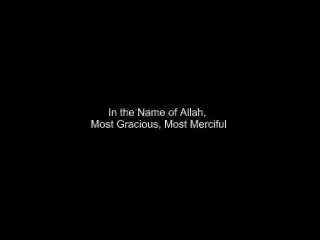 In the Name of Allah,
Most Gracious, Most Merciful